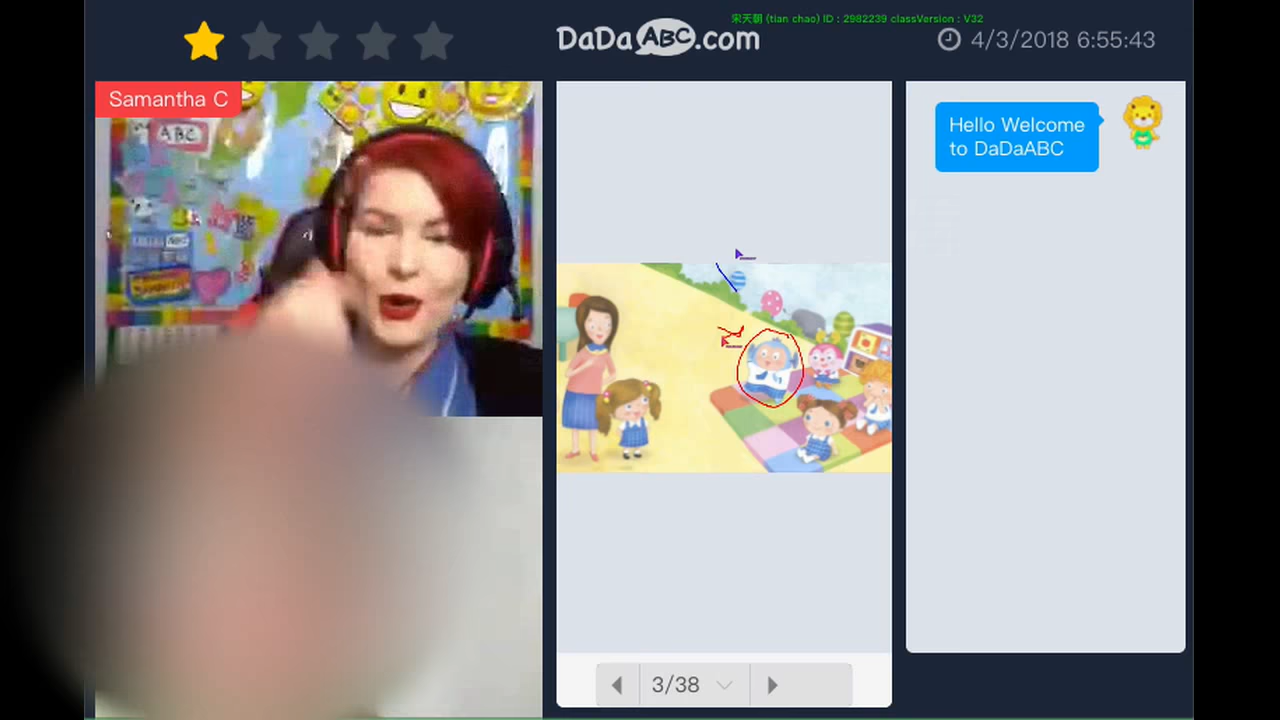 宋天朝 (tian chao) ID : 2982239 classVersion : V32
DaDaABC.com
4/3/2018 6:55:43
Samantha C
ABC
Hello Welcome
to DaDaABC
3/38